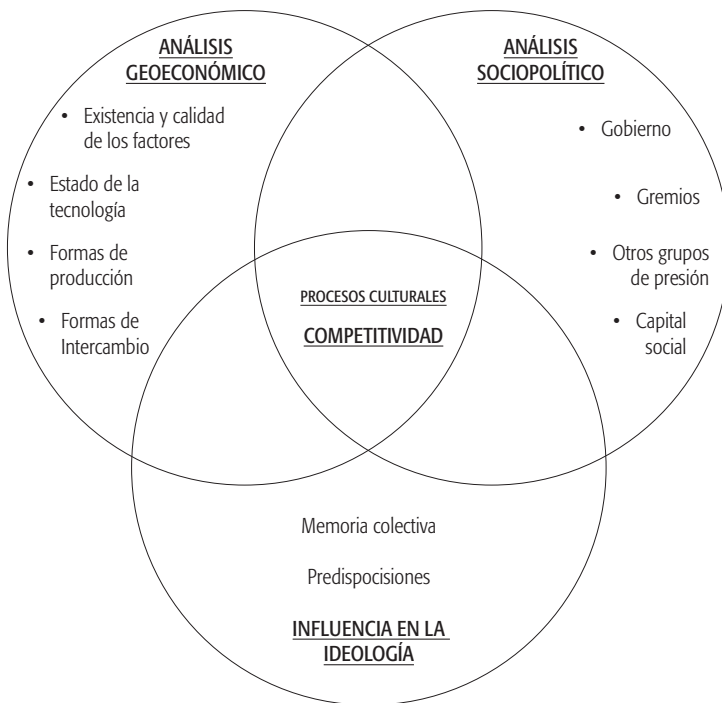 ANÁLISIS
GEOECONÓMICO
• Existencia y calidad
de los factores
• Estado de la
tecnología
• Formas de
producción
• Formas de
Intercambio
ANÁLISIS
SOCIOPOLÍTICO
• Gobierno
• Gremios
• Otros grupos
de presión
• Capital
social
PROCESOS CULTURALES
COMPETITIVIDAD
Memoria colectiva
Predispocisiones
INFLUENCIA EN LA
IDEOLOGÍA